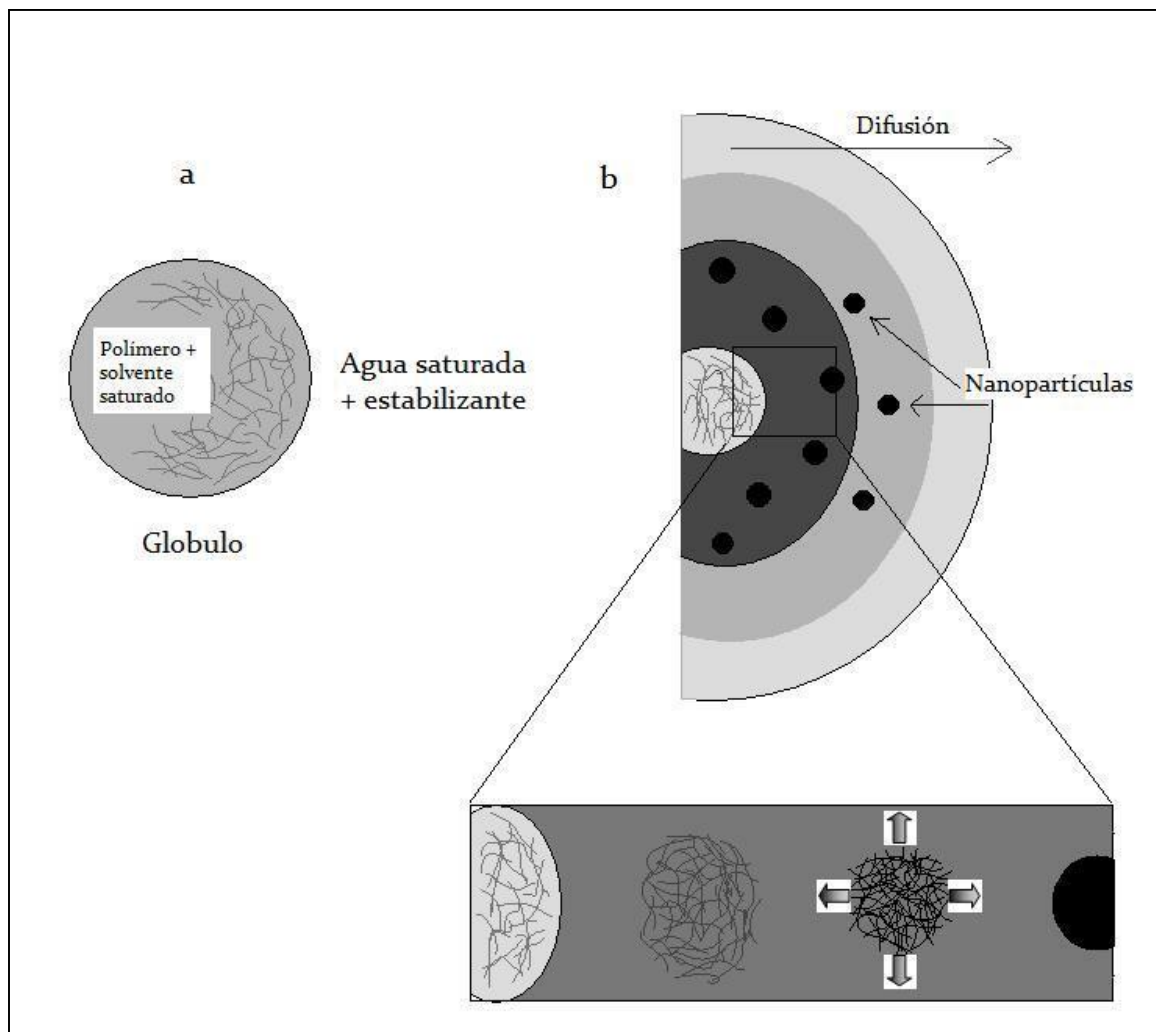 a
Polímero +
solvente
saturado
Agua saturada
+ estabilizante
Globulo
b
Difusión
Nanopartículas